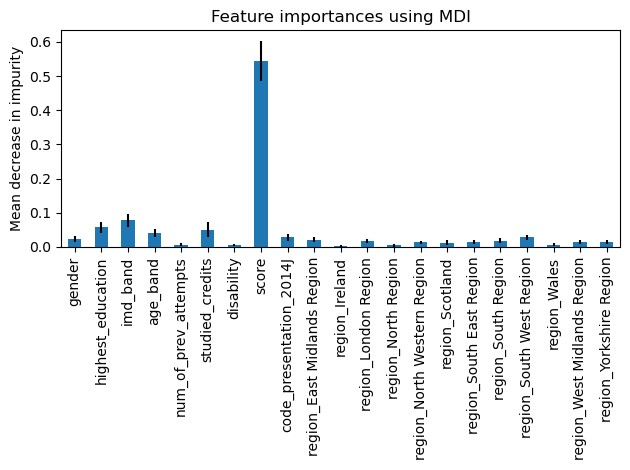 Feature importances using MDI
Mean decrease in impurity
0.6
0.5
0.4
0.3
0.2
0.1
0.0
gender
highest_education
imd_band
age_band
num_of_prev_attempts
studied_credits
disability
score
code_presentation_2014J
region_East Midlands Region
region_Ireland
region_London Region
region_North Region
region_North Western Region
region_Scotland
region_South East Region
region_South Region
region_South West Region
region_Wales
region_West Midlands Region
region_Yorkshire Region